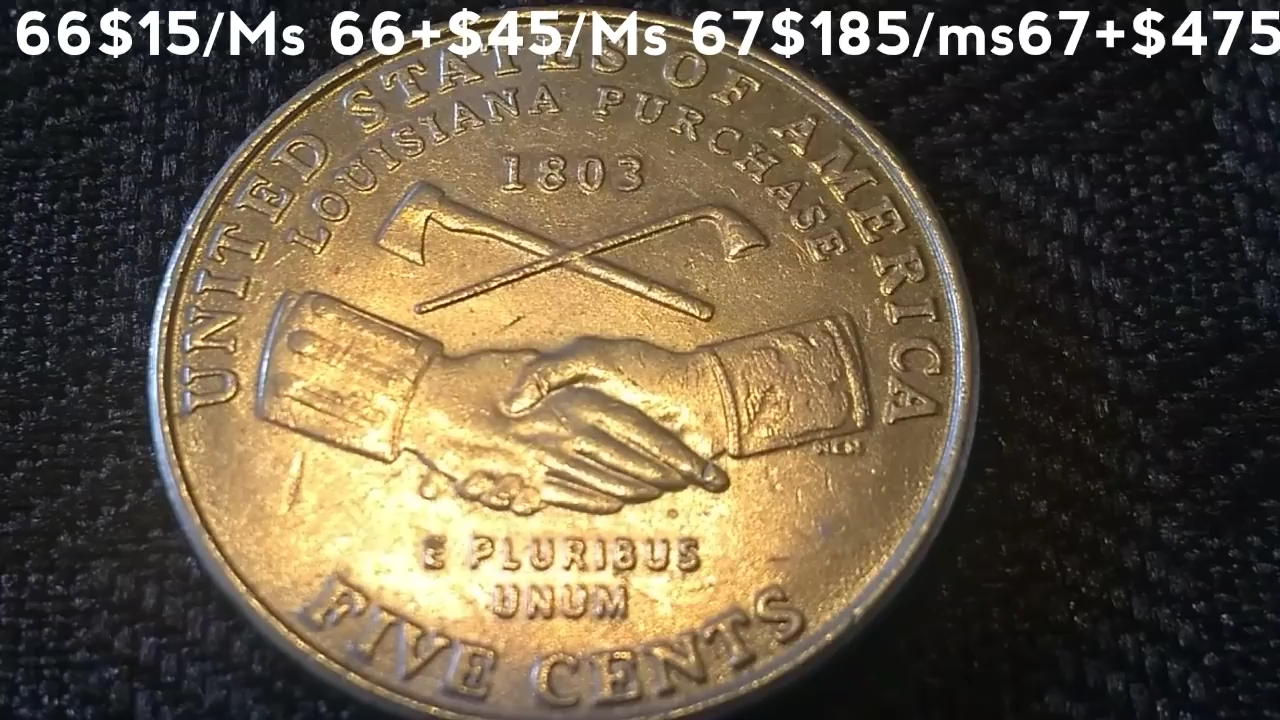 66$15/Ms 66+$45/Ms 67$185/ms67+$475
UNITED STATES OF AMERICA
LOUISIANA PURCHASE
1803
E PLURIBUS
UNUM
FIVE CENTS